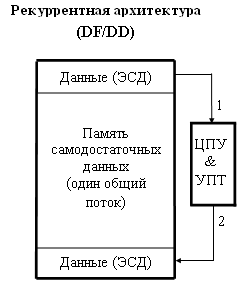 Рекуррентная архитектура
(DF/DD)
Данные (ЭСД)
1
Память
самодостаточных
данных
(один общий
поток)
ЦПУ
&
УПТ
2
Данные (ЭСД)